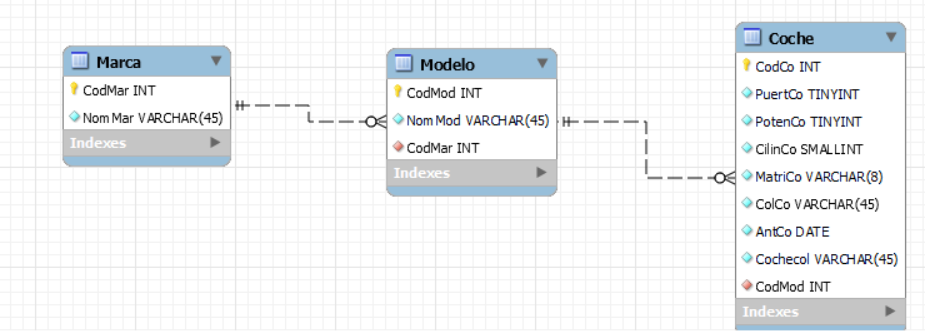 Marca
CodMar INT
NomMar VARCHAR(45)
Indexes
Modelo
CodMod INT
NomMod VARCHAR(45)
CodMar INT
Indexes
Coche
CodCo INT
PuertCo TINYINT
PotenCo TINYINT
CilinCo SMALLINT
MatriCo VARCHAR(8)
ColCo VARCHAR(45)
AntCo DATE
Cochecol VARCHAR(45)
CodMod INT
Indexes